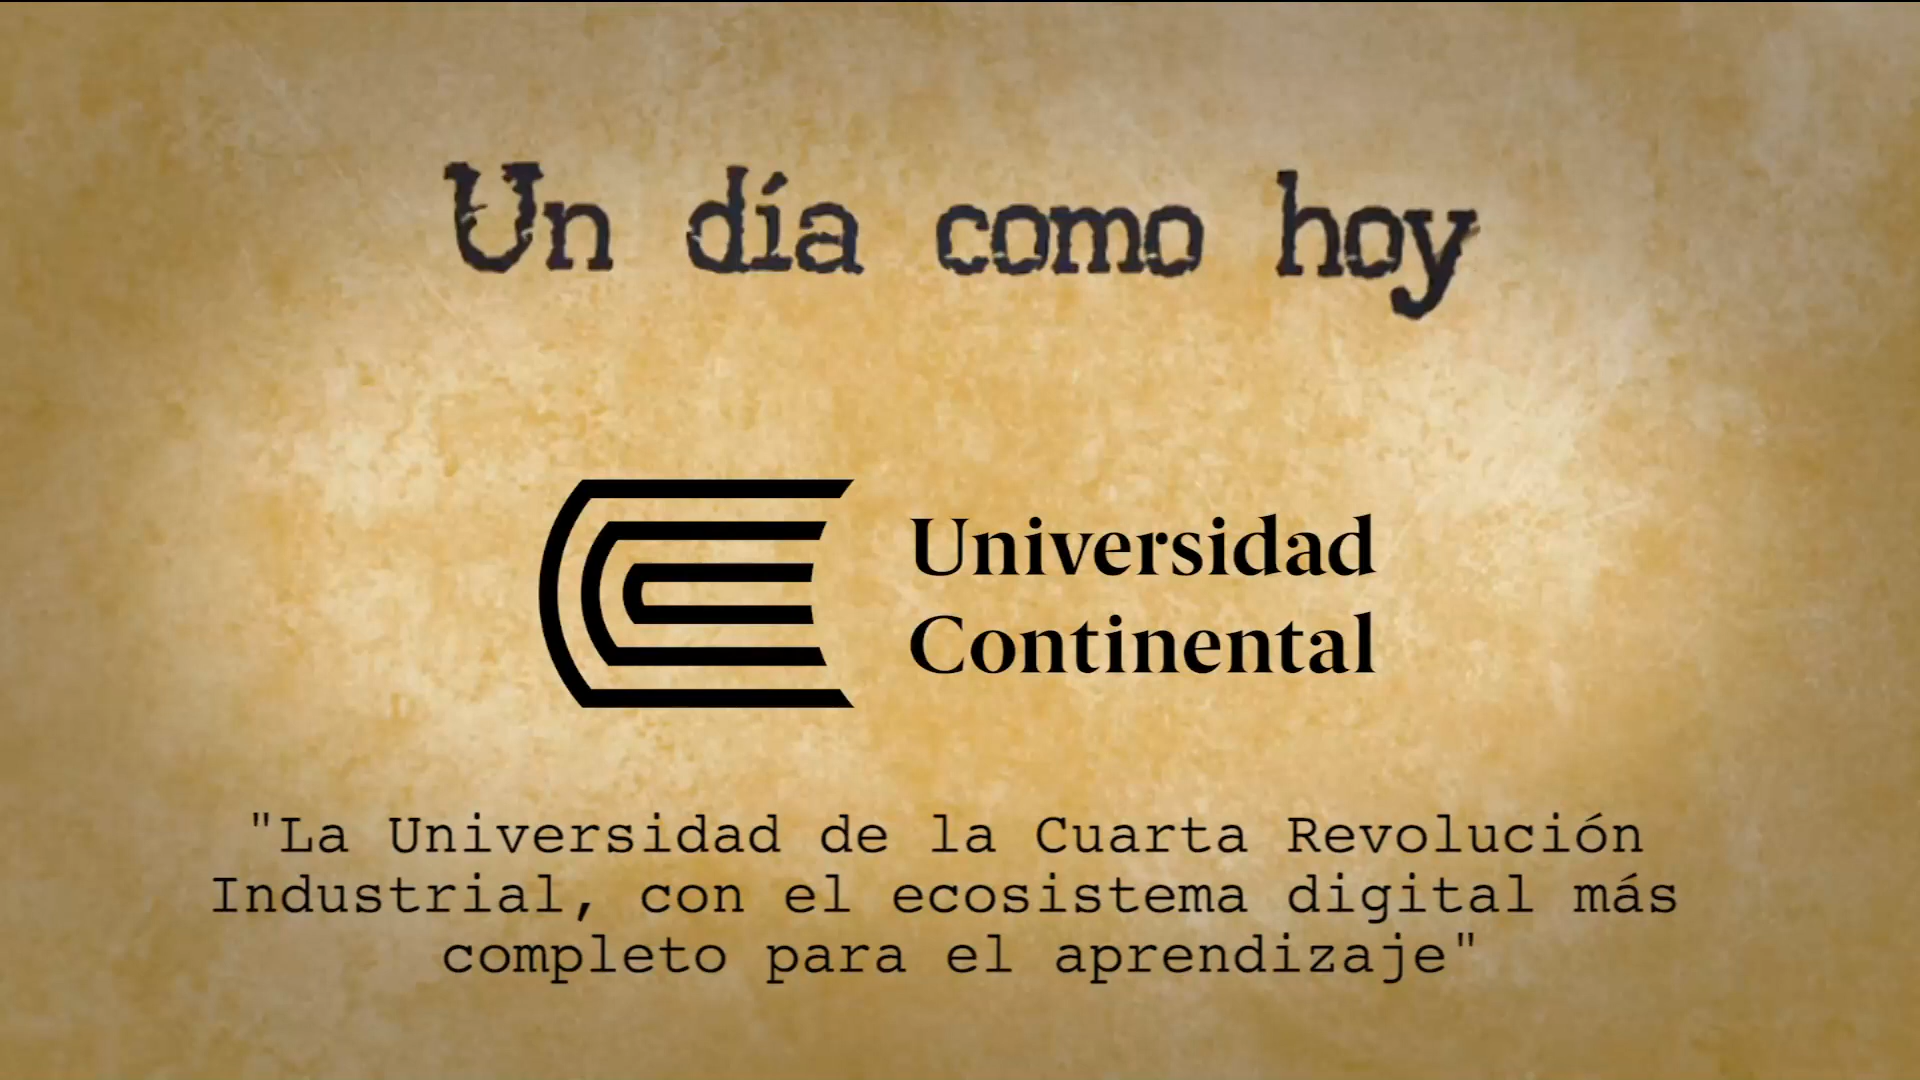 Un día como hoy
Universidad
Continental
"La Universidad de la Cuarta Revolución
Industrial, con el ecosistema digital más
completo para el aprendizaje"